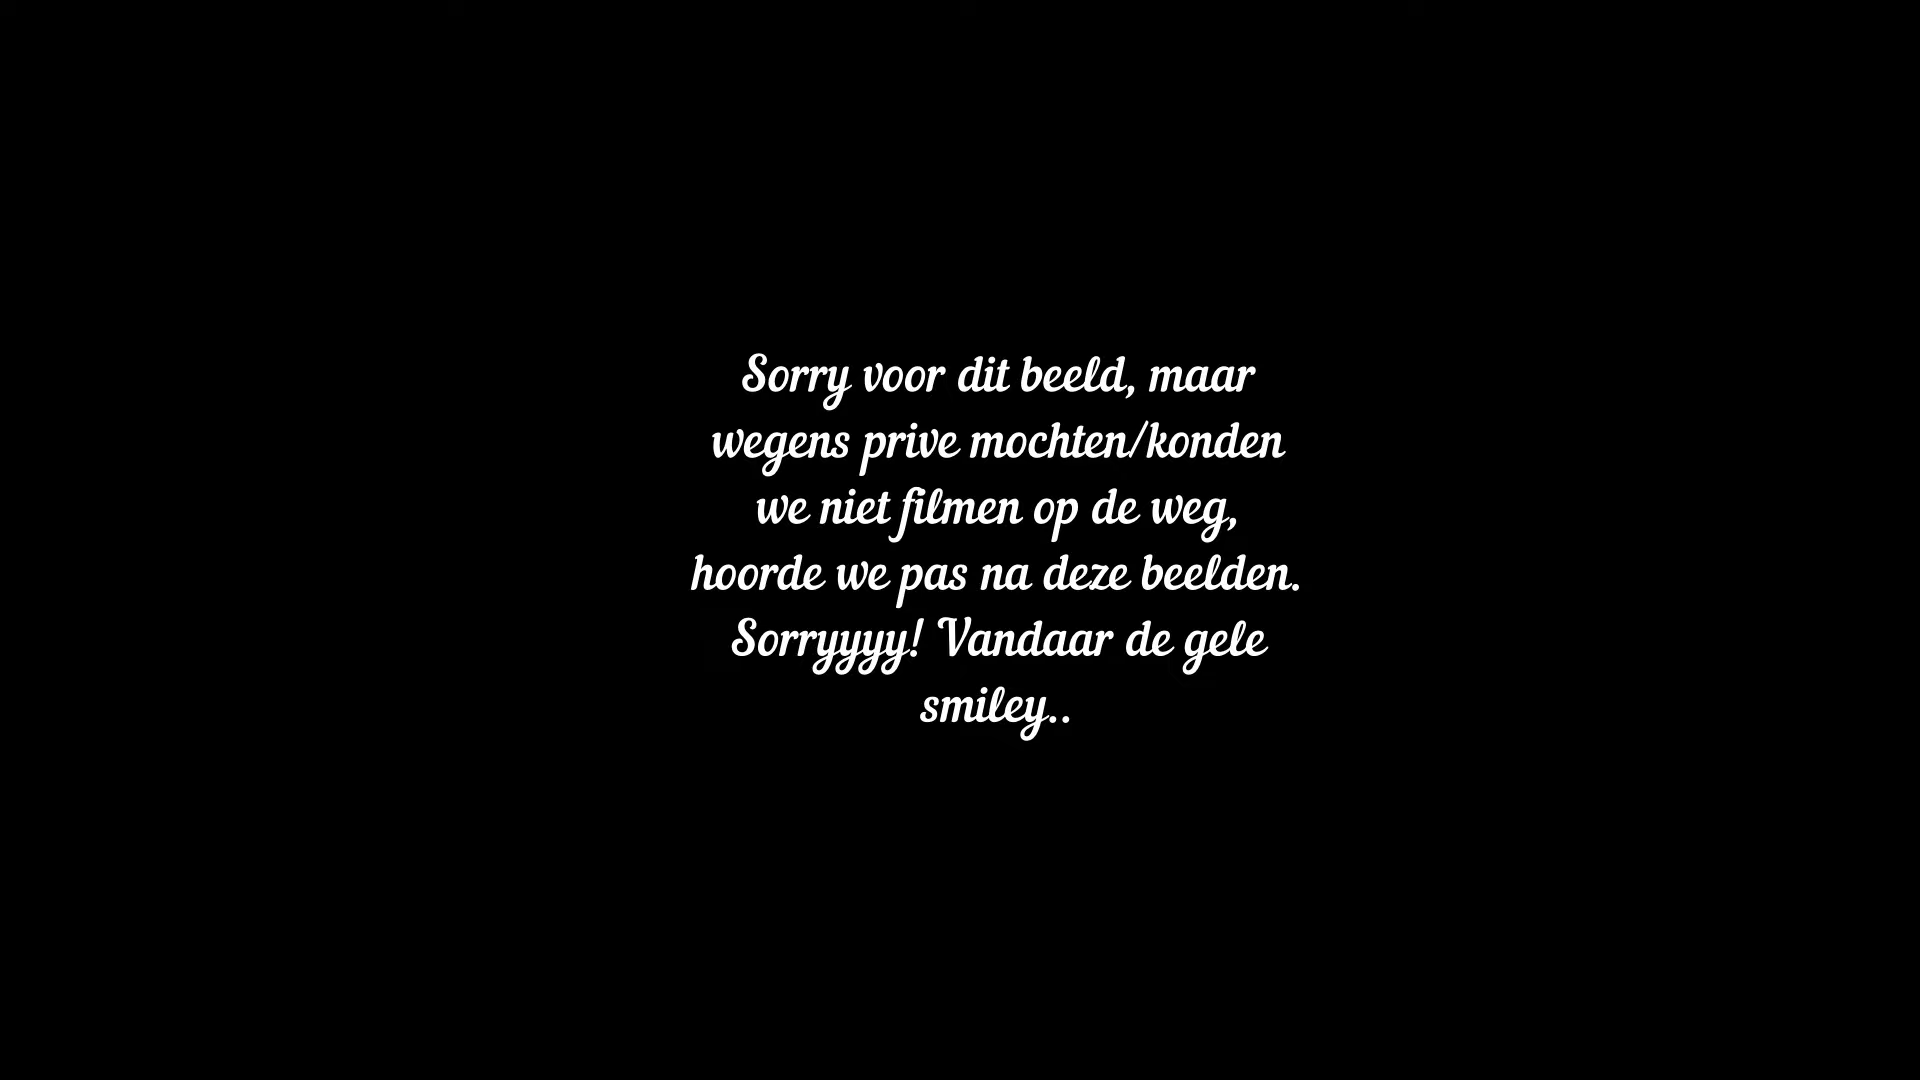 Sorry voor dit beeld, maar
wegens prive mochten/konden
we niet filmen op de weg,
hoorde we pas na deze beelden.
Sorryyyy! Vandaar de gele
smiley..